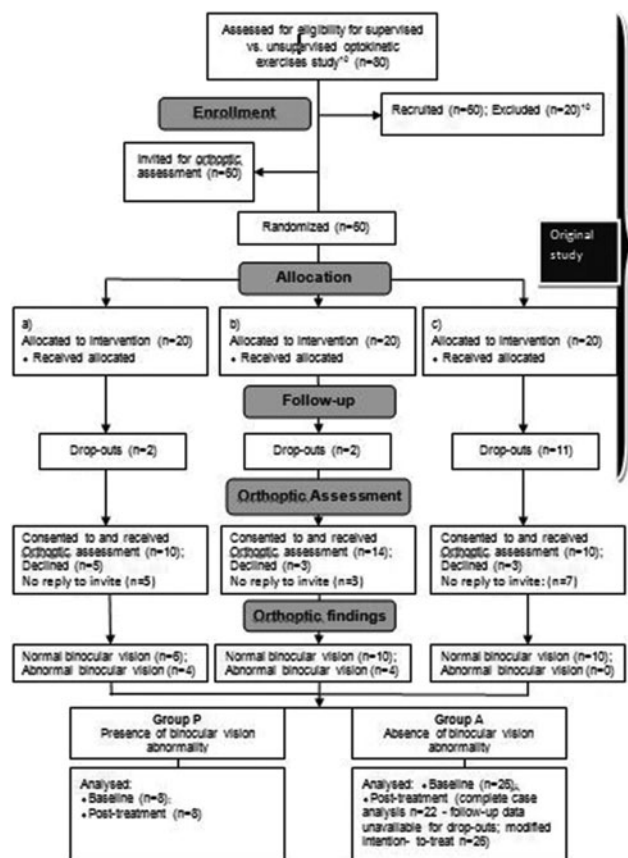 Assessed for eligibility for supervised
vs. unsupervised optokinetic
exercises study¹⁰ (n=80)
Enrollment
Recruited (n=60); Excluded (n=20)¹⁰
Invited for orthoptic
assessment (n=60)
Randomized (n=60)
Original
study
Allocation
a)
Allocated to Intervention (n=20)
• Received allocated
b)
Allocated to Intervention (n=20)
• Received allocated
c)
Allocated to Intervention (n=20)
• Received allocated
Follow-up
Drop-outs (n=2)
Drop-outs (n=2)
Drop-outs (n=11)
Orthoptic Assessment
Consented to and received
Orthoptic assessment (n=10);
Declined (n=5)
No reply to invite (n=5)
Consented to and received
Orthoptic assessment (n=14);
Declined (n=3)
No reply to invite (n=3)
Consented to and received
Orthoptic assessment (n=10);
Declined (n=3)
No reply to invite: (n=7)
Orthoptic findings
Normal binocular vision (n=6);
Abnormal binocular vision (n=4)
Normal binocular vision (n=10);
Abnormal binocular vision (n=4)
Normal binocular vision (n=10);
Abnormal binocular vision (n=0)
Group P
Presence of binocular vision
abnormality
Group A
Absence of binocular vision
abnormality
Analysed:
• Baseline (n=8);
• Post-treatment (n=8)
Analysed: • Baseline (n=26);
• Post-treatment (complete case
analysis n=22 - follow-up data
unavailable for drop-outs; modified
intention- to-treat n=26)